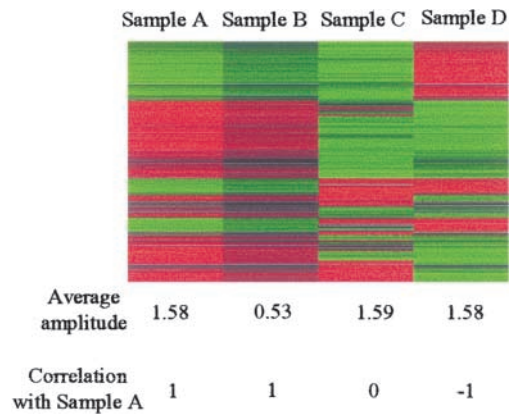 Sample A Sample B Sample C Sample D
Average
amplitude 1.58 0.53 1.59 1.58
Correlation
with Sample A 1 1 0 -1